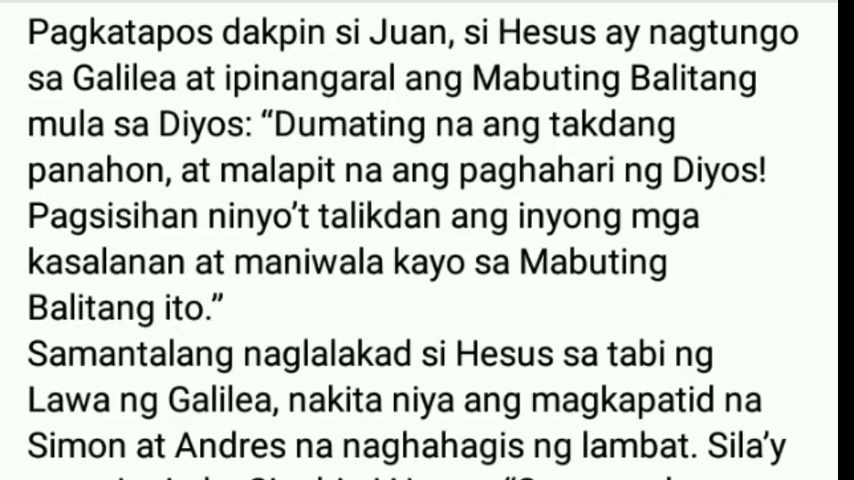 Pagkatapos dakpin si Juan, si Hesus ay nagtungo
sa Galilea at ipinangaral ang Mabuting Balitang
mula sa Diyos: “Dumating na ang takdang
panahon, at malapit na ang paghahari ng Diyos!
Pagsisihan ninyo’t talikdan ang inyong mga
kasalanan at maniwala kayo sa Mabuting
Balitang ito.”
Samantalang naglalakad si Hesus sa tabi ng
Lawa ng Galilea, nakita niya ang magkapatid na
Simon at Andres na naghahagis ng lambat. Sila’y